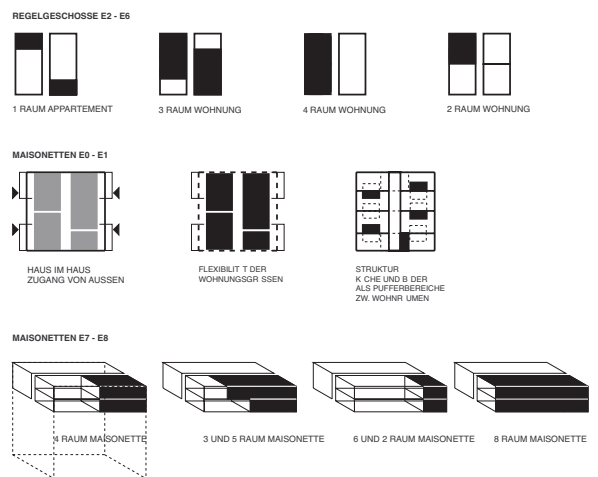 REGELGESCHOSSE E2 - E6
1 RAUM APPARTEMENT
3 RAUM WOHNUNG
4 RAUM WOHNUNG
2 RAUM WOHNUNG
MAISONETTEN E0 - E1
HAUS IM HAUS
ZUGANG VON AUSSEN
FLEXIBILIT T DER
WOHNUNGSGR SSEN
STRUKTUR
K CHE UND B DER
ALS PUFFERBEREICHE
ZW. WOHNR UMEN
MAISONETTEN E7 - E8
4 RAUM MAISONETTE
3 UND 5 RAUM MAISONETTE
6 UND 2 RAUM MAISONETTE
8 RAUM MAISONETTE